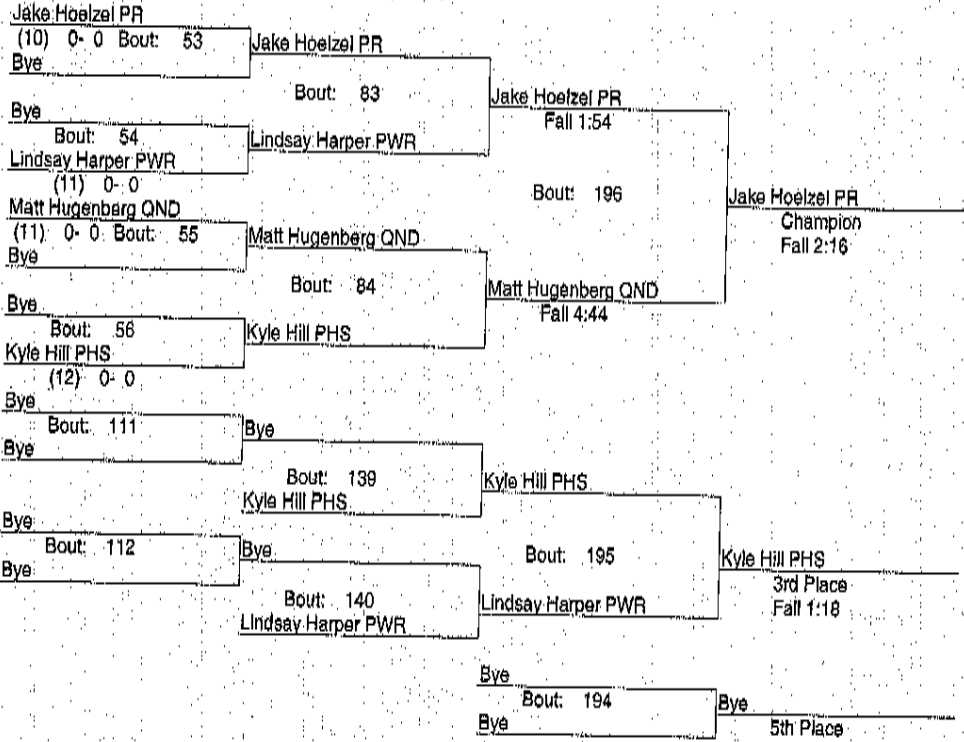 Jake Hoelzel PR
(10) 0- 0 Bout: 53
Bye
Jake Hoelzel PR
Bout: 83
Bye
Bout: 54
Lindsay Harper PWR
(11) 0- 0
Lindsay Harper PWR
Jake Hoelzel PR
Fall 1:54
Matt Hugenberg QND
(11) 0- 0 Bout: 55
Bye
Matt Hugenberg QND
Bout: 84
Bye
Bout: 56
Kyle Hill PHS
(12) 0- 0
Kyle Hill PHS
Matt Hugenberg QND
Fall 4:44
Bout: 196
Jake Hoelzel PR
Champion
Fall 2:16
Bye
Bout: 111
Bye
Bye
Bout: 139
Kyle Hill PHS
Kyle Hill PHS
Bye
Bout: 112
Bye
Bye
Bout: 140
Lindsay Harper PWR
Lindsay Harper PWR
Bout: 195
Kyle Hill PHS
3rd Place
Fall 1:18
Bye
Bout: 194
Bye
Bye
5th Place